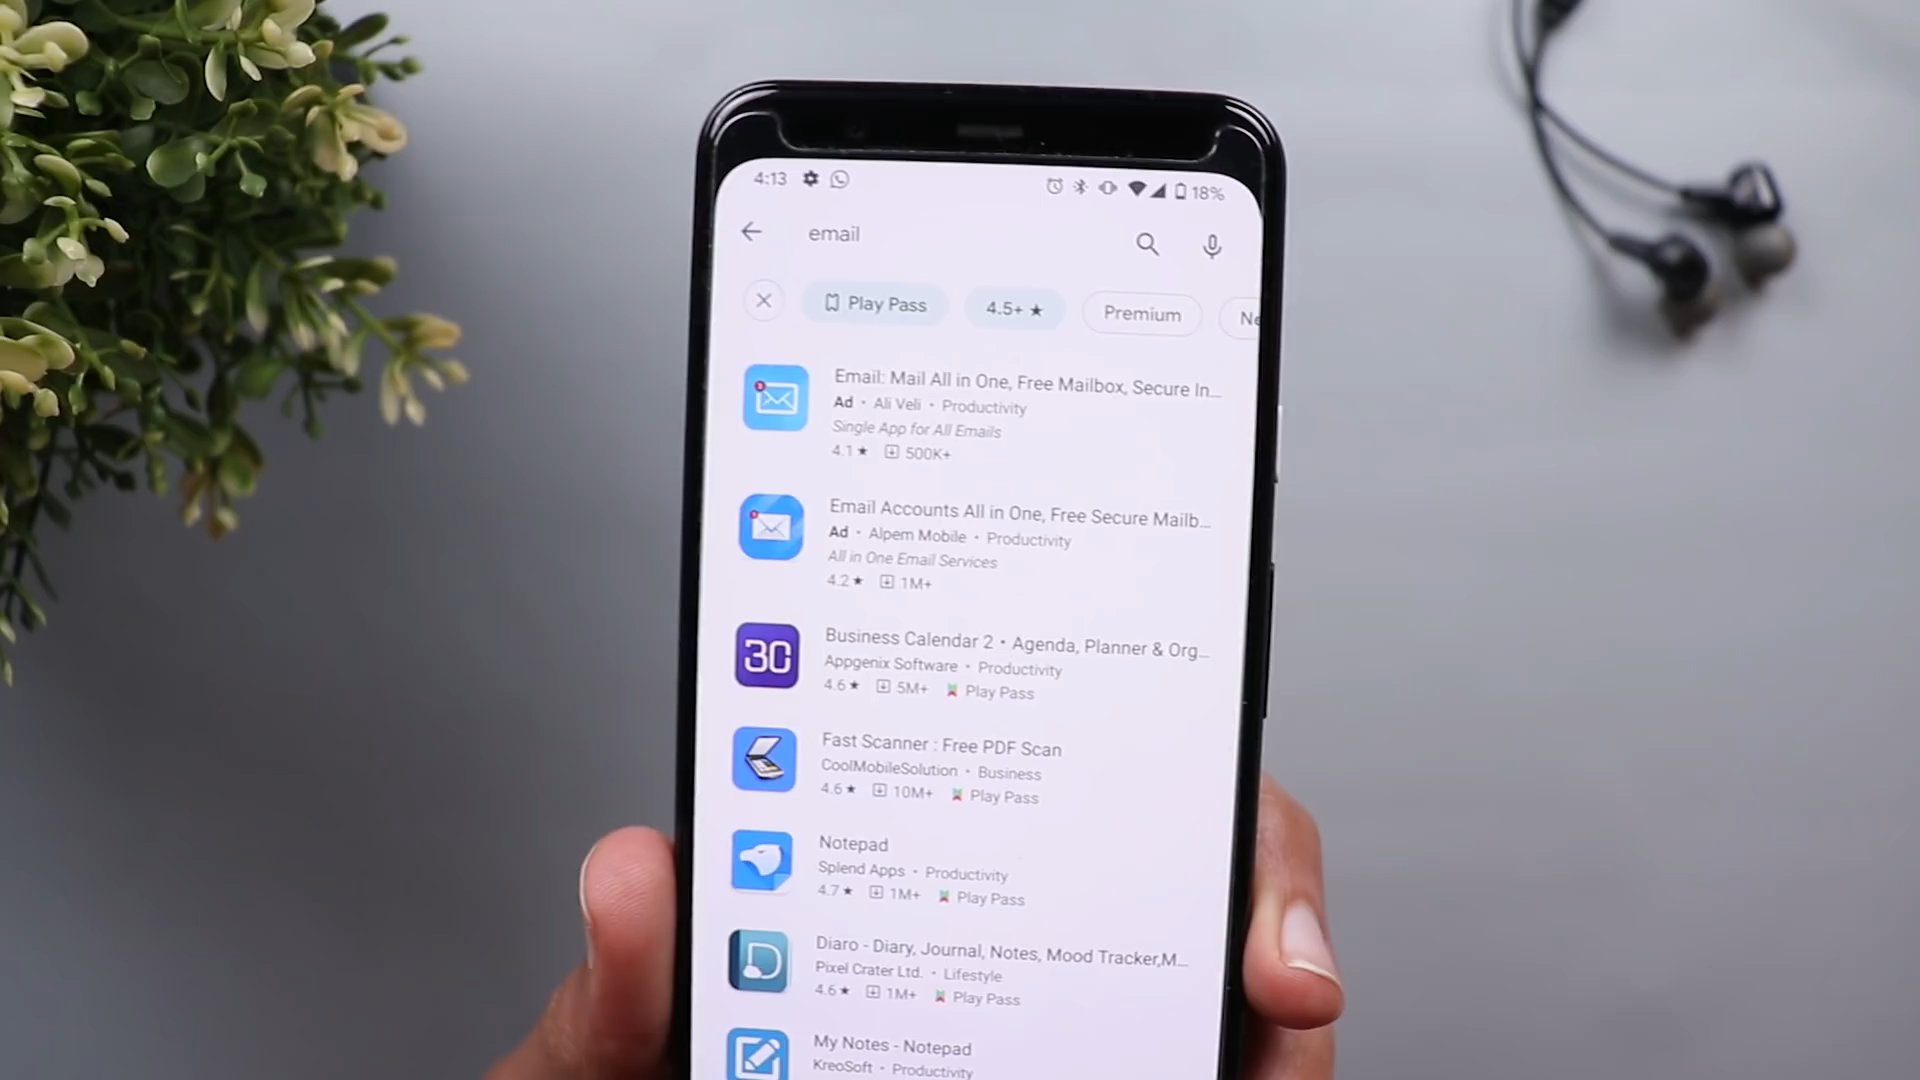 4:13 18%
email
Play Pass 4.5+ ★ Premium Ne
Email: Mail All in One, Free Mailbox, Secure In...
Ad • Ali Veli • Productivity
Single App for All Emails
4.1 ★ 500K+
Email Accounts All in One, Free Secure Mailb...
Ad • Alpem Mobile • Productivity
All in One Email Services
4.2 ★ 1M+
30
Business Calendar 2 • Agenda, Planner & Org...
Appgenix Software • Productivity
4.6 ★ 5M+ Play Pass
Fast Scanner : Free PDF Scan
CoolMobileSolution • Business
4.6 ★ 10M+ Play Pass
Notepad
Splend Apps • Productivity
4.7 ★ 1M+ Play Pass
D
Diaro - Diary, Journal, Notes, Mood Tracker,M...
Pixel Crater Ltd. • Lifestyle
4.6 ★ 1M+ Play Pass
My Notes - Notepad
KreoSoft • Productivity